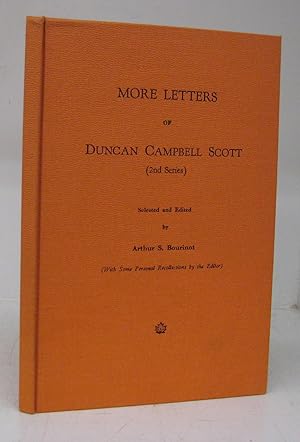 MORE LETTERS
OF
DUNCAN CAMPBELL SCOTT
(2nd Series)
Selected and Edited
by
Arthur S. Bourinot
(With Some Personal Recollections by the Editor)